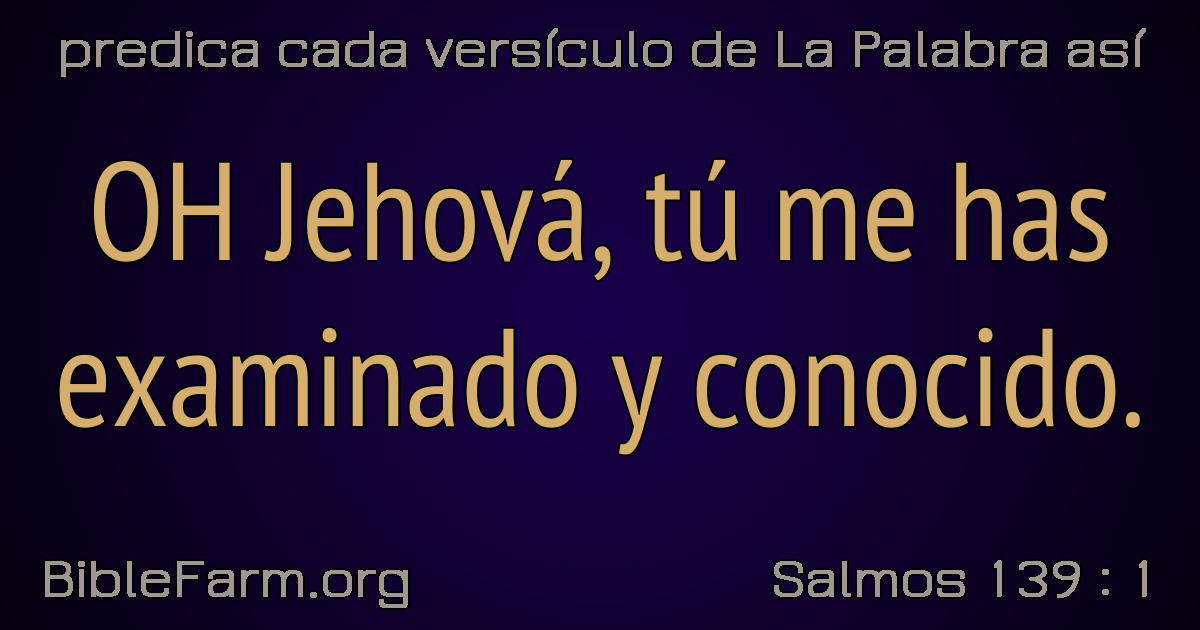 predica cada versículo de La Palabra así
OH Jehová, tú me has
examinado y conocido.
BibleFarm.org
Salmos 139 : 1